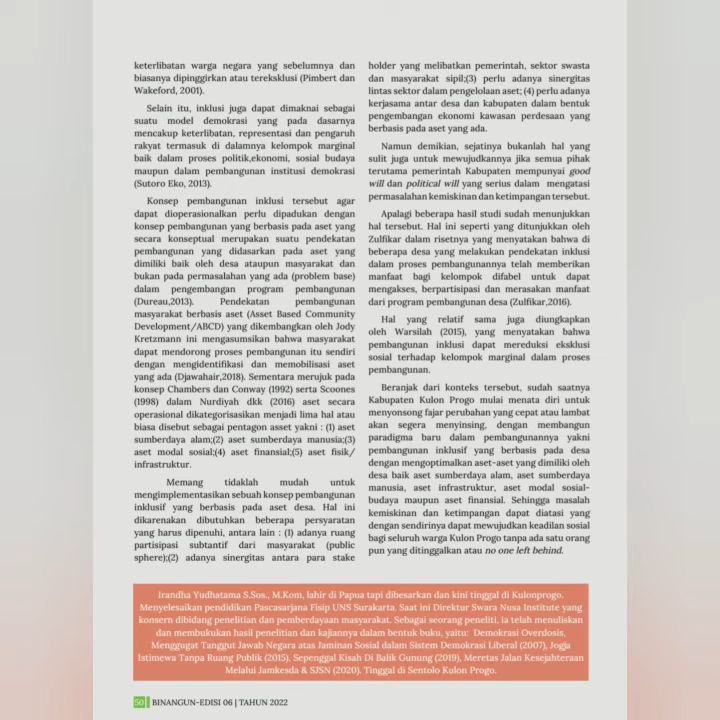 keterlibatan warga negara yang sebelumnya dan
biasanya dipinggirkan atau tereksklusi (Pimbert dan
Wakeford, 2001).
Selain itu, inklusi juga dapat dimaknai sebagai
suatu model demokrasi yang pada dasarnya
mencakup keterlibatan, representasi dan pengaruh
rakyat termasuk di dalamnya kelompok marginal
baik dalam proses politik,ekonomi, sosial budaya
maupun dalam pembangunan institusi demokrasi
(Sutoro Eko, 2013).
Konsep pembangunan inklusi tersebut agar
dapat dioperasionalkan perlu dipadukan dengan
konsep pembangunan yang berbasis pada aset yang
secara konseptual merupakan suatu pendekatan
pembangunan yang didasarkan pada aset yang
dimiliki baik oleh desa ataupun masyarakat dan
bukan pada permasalahan yang ada (problem base)
dalam pengembangan program pembangunan
(Dureau,2013). Pendekatan pembangunan
masyarakat berbasis aset (Asset Based Community
Development/ABCD) yang dikembangkan oleh Jody
Kretzmann ini mengasumsikan bahwa masyarakat
dapat mendorong proses pembangunan itu sendiri
dengan mengidentifikasi dan memobilisasi aset
yang ada (Djawahair,2018). Sementara merujuk pada
konsep Chambers dan Conway (1992) serta Scoones
(1998) dalam Nurdiyah dkk (2016) aset secara
operasional dikategorisasikan menjadi lima hal atau
biasa disebut sebagai pentagon asset yakni : (1) aset
sumberdaya alam;(2) aset sumberdaya manusia;(3)
aset modal sosial;(4) aset finansial;(5) aset fisik/
infrastruktur.
Memang tidaklah mudah untuk
mengimplementasikan sebuah konsep pembangunan
inklusif yang berbasis pada aset desa. Hal ini
dikarenakan dibutuhkan beberapa persyaratan
yang harus dipenuhi, antara lain : (1) adanya ruang
partisipasi subtantif dari masyarakat (public
sphere);(2) adanya sinergitas antara para stake
holder yang melibatkan pemerintah, sektor swasta
dan masyarakat sipil;(3) perlu adanya sinergitas
lintas sektor dalam pengelolaan aset; (4) perlu adanya
kerjasama antar desa dan kabupaten dalam bentuk
pengembangan ekonomi kawasan perdesaan yang
berbasis pada aset yang ada.
Namun demikian, sejatinya bukanlah hal yang
sulit juga untuk mewujudkannya jika semua pihak
terutama pemerintah Kabupaten mempunyai good
will dan political will yang serius dalam mengatasi
permasalahan kemiskinan dan ketimpangan tersebut.
Apalagi beberapa hasil studi sudah menunjukkan
hal tersebut. Hal ini seperti yang ditunjukan oleh
Zulfikar dalam risetnya yang menyatakan bahwa di
beberapa desa yang melakukan pendekatan inklusi
dalam proses pembangunannya telah memberikan
manfaat bagi kelompok difabel untuk dapat
mengakses, berpartisipasi dan merasakan manfaat
dari program pembangunan desa (Zulfikar,2016).
Hal yang relatif sama juga diungkapkan
oleh Warsilah (2015), yang menyatakan bahwa
pembangunan inklusi dapat mereduksi eksklusi
sosial terhadap kelompok marginal dalam proses
pembangunan.
Beranjak dari konteks tersebut, sudah saatnya
Kabupaten Kulon Progo mulai menata diri untuk
menyonsong fajar perubahan yang cepat atau lambat
akan segera menyinsing, dengan membangun
paradigma baru dalam pembangunannya yakni
pembangunan inklusif yang berbasis pada desa
dengan mengoptimalkan aset-aset yang dimiliki oleh
desa baik aset sumberdaya alam, aset sumberdaya
manusia, aset infrastruktur, aset modal sosial-
budaya maupun aset finansial. Sehingga masalah
kemiskinan dan ketimpangan dapat diatasi yang
dengan sendirinya dapat mewujudkan keadilan sosial
bagi seluruh warga Kulon Progo tanpa ada satu orang
pun yang ditinggalkan atau no one left behind.
Irandha Yudhatama S.Sos., M.Kom, lahir di Papua tapi dibesarkan dan kini tinggal di Kulonprogo.
Menyelesaikan pendidikan Pascasarjana Fisip UNS Surakarta. Saat ini Direktur Swara Nusa Institute yang
konsern dibidang penelitian dan pemberdayaan masyarakat. Sebagai seorang peneliti, ia telah menuliskan
dan membukukan hasil penelitian dan kajiannya dalam bentuk buku, yaitu: Demokrasi Overdosis,
Menggugat Tanggut Jawab Negara atas Jaminan Sosial dalam Sistem Demokrasi Liberal (2007), Jogja
Istimewa Tanpa Ruang Publik (2015), Sepenggal Kisah Di Balik Gunung (2019), Meretas Jalan Kesejahteraan
Melalui Jamkesda & SJSN (2020). Tinggal di Sentolo Kulon Progo.
50 BINANGUN-EDISI 06 | TAHUN 2022